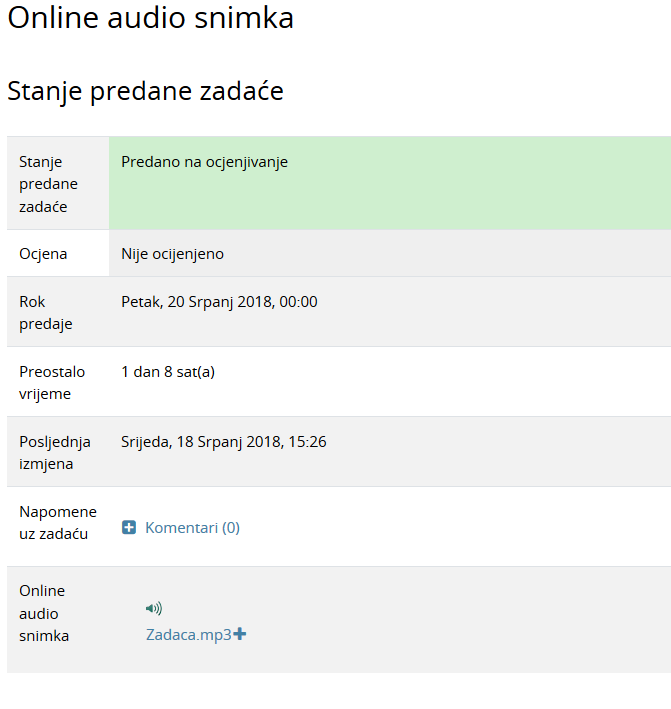 Online audio snimka
Stanje predane zadaće
Stanje
predane
zadaće
Predano na ocjenjivanje
Ocjena
Nije ocijenjeno
Rok
predaje
Petak, 20 Srpanj 2018, 00:00
Preostalo
vrijeme
1 dan 8 sat(a)
Posljednja
izmjena
Srijeda, 18 Srpanj 2018, 15:26
Napomene
uz zadaću
Komentari (0)
Online
audio
snimka
Zadaca.mp3